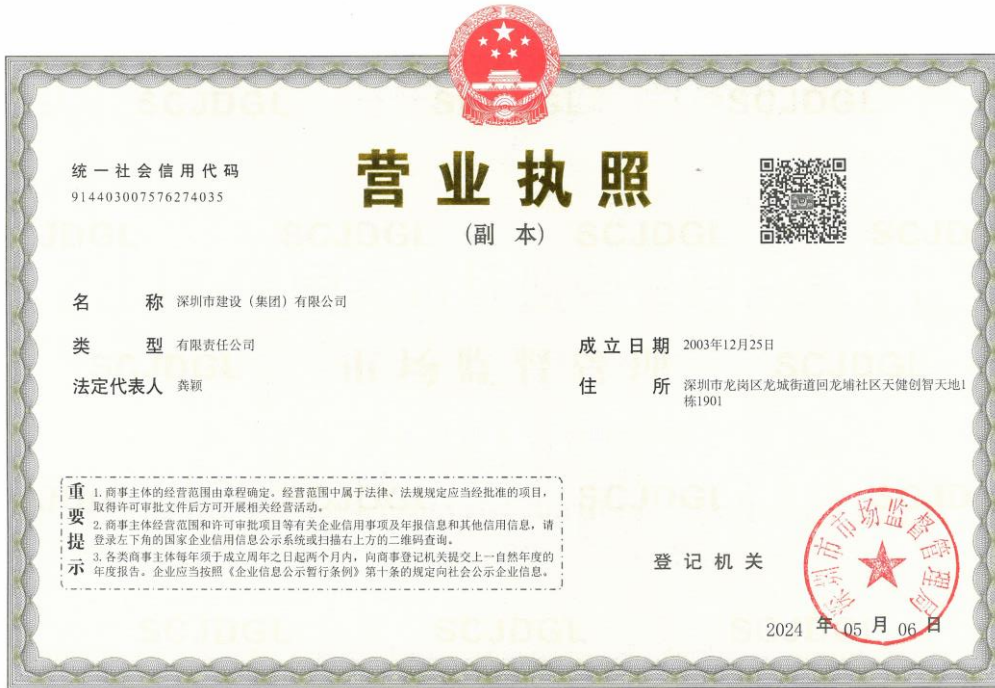 统一社会信用代码
914403007576274035
营业执照
(副 本)
名 称 深圳市建设(集团)有限公司
类 型 有限责任公司
成立日期 2003年12月25日
法定代表人 龚颖
住 所 深圳市龙岗区龙城街道回龙埔社区天健创智天地1
栋1901
重要提示
1. 商事主体的经营范围由章程确定。经营范围中属于法律、法规规定应当经批准的项目,
取得许可审批文件后方可开展相关经营活动。
2. 商事主体经营范围和许可审批项目等有关企业信用事项及年报信息和其他信用信息,请
登录左下角的国家企业信用信息公示系统或扫描右上方的二维码查询。
3. 各类商事主体每年须于成立周年之日起两个月内,向商事登记机关提交上一自然年度的
年度报告。企业应当按照《企业信息公示暂行条例》第十条的规定向社会公示企业信息。
登记机关
深圳市市场监督管理局
2024 年 05 月 06 日
SCJDGL
SCJDGL
SCJDGL
SCJDGL
SCJDGL
SCJDGL
市场监督管理
SCJDGL
SCJDGL
SCJDGL
SCJDGL